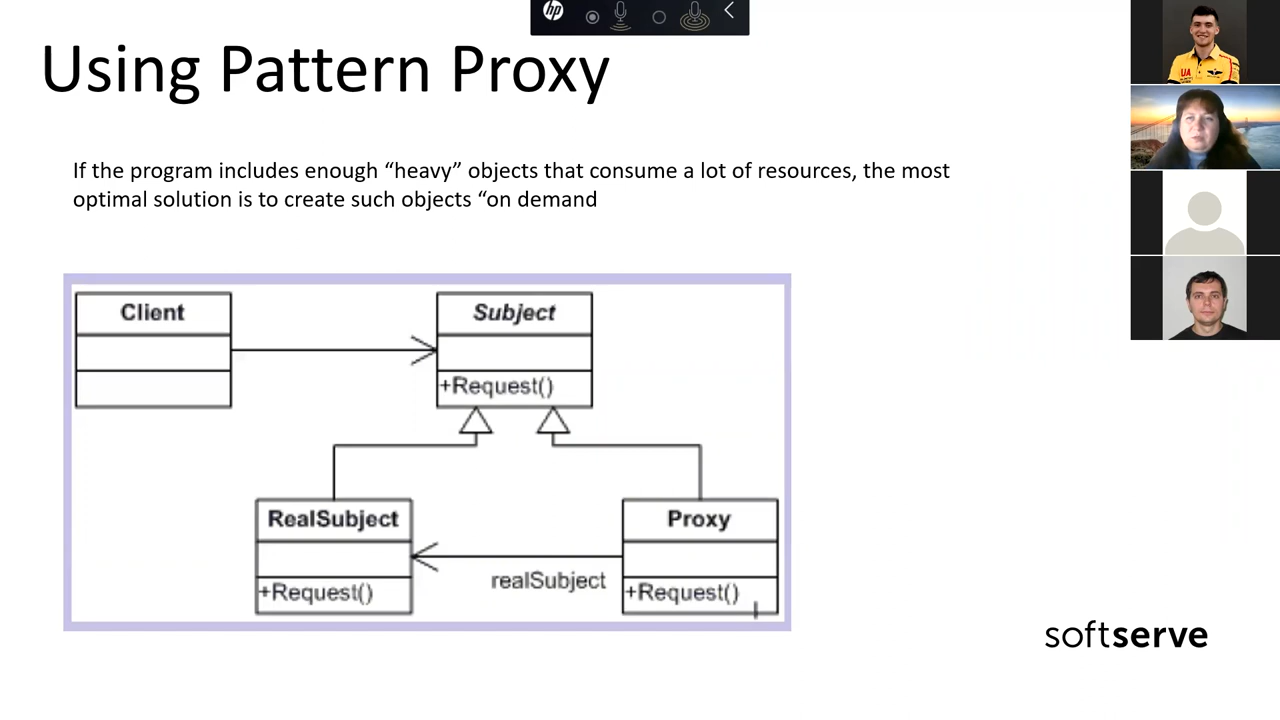 hp
Using Pattern Proxy
UA
If the program includes enough “heavy” objects that consume a lot of resources, the most
optimal solution is to create such objects “on demand
Client
Subject
+Request()
RealSubject
Proxy
realSubject
+Request()
+Request()
softserve